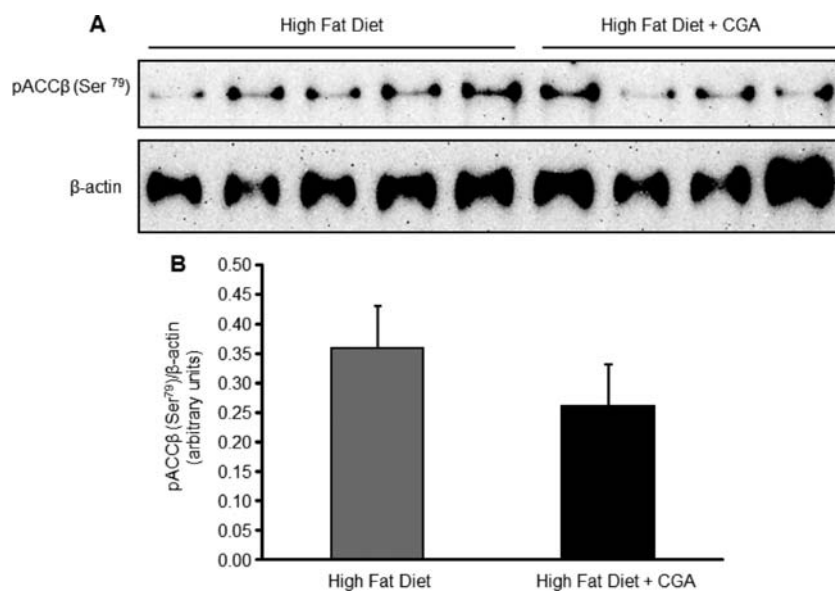 A
High Fat Diet
High Fat Diet + CGA
pACCβ (Ser ⁷⁹)
β-actin
B
pACCβ (Ser⁷⁹)/β-actin
(arbitrary units)
0.50
0.45
0.40
0.35
0.30
0.25
0.20
0.15
0.10
0.05
0.00
High Fat Diet
High Fat Diet + CGA